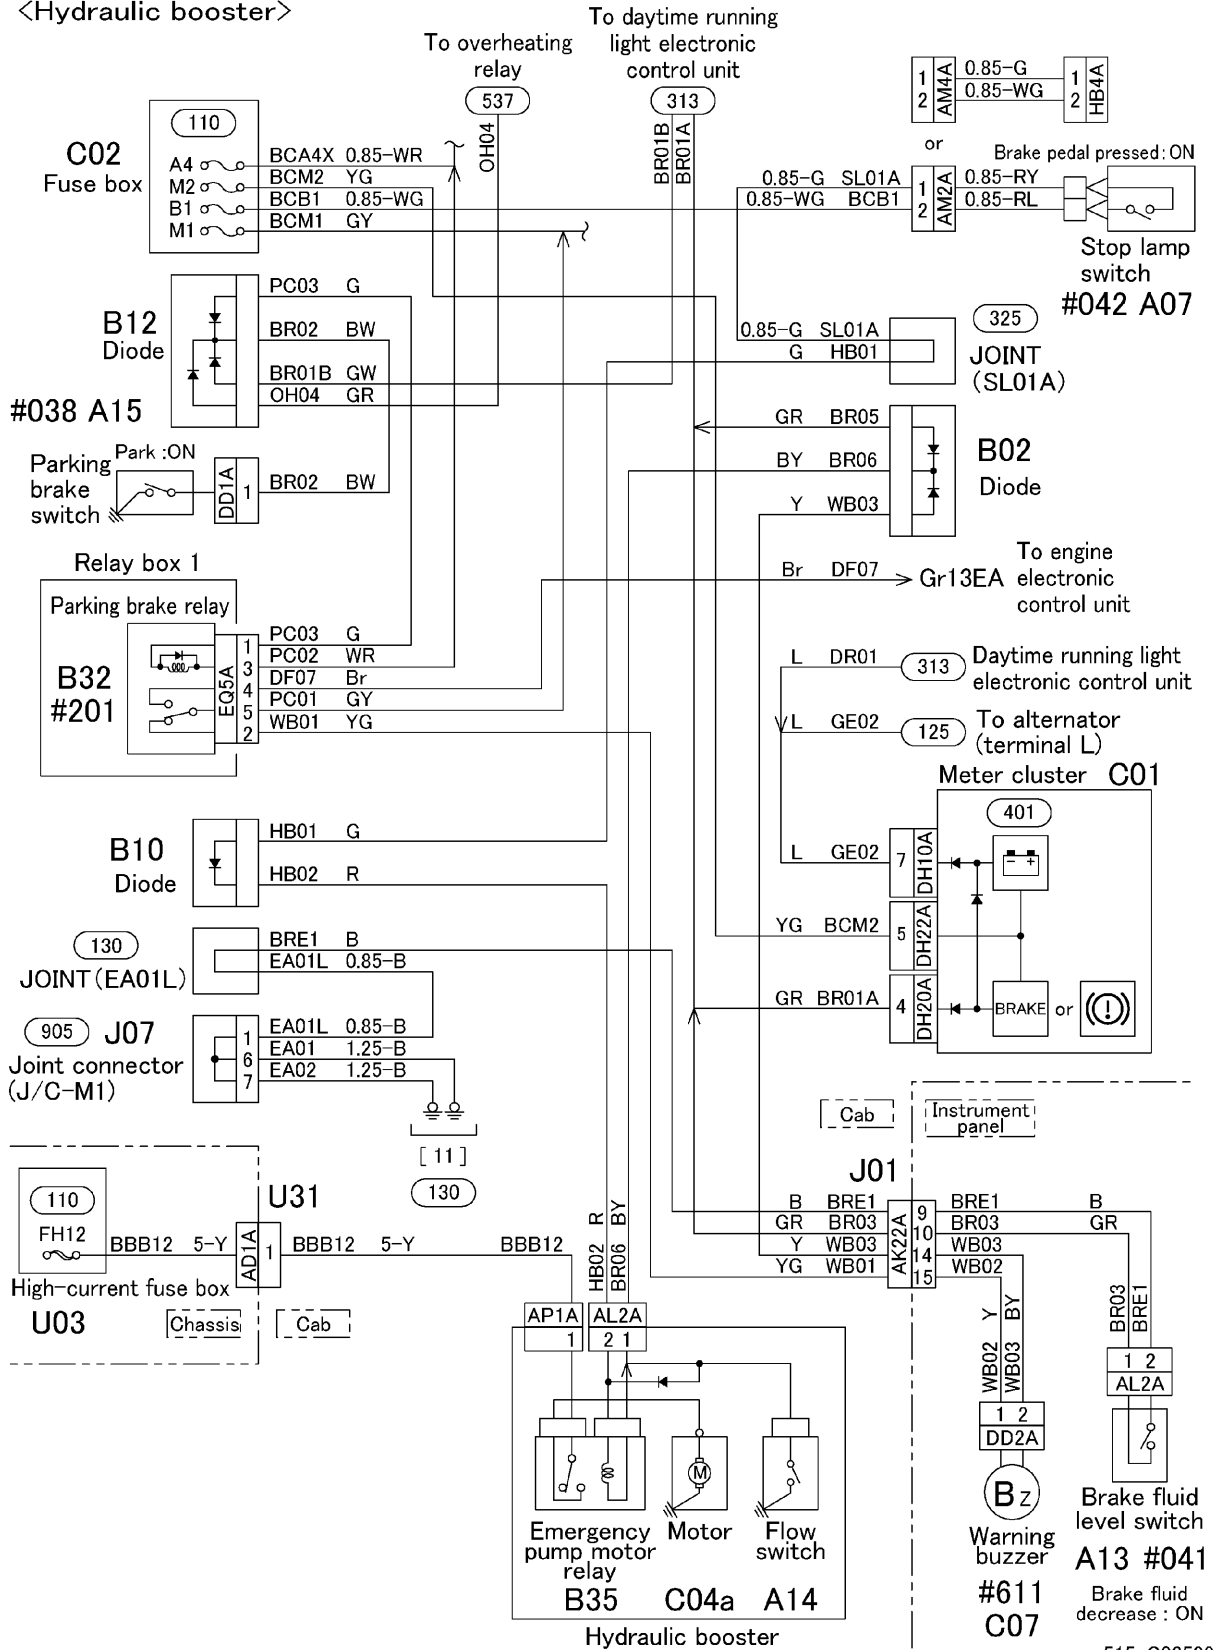 <Hydraulic booster>
To overheating
relay
537
To daytime running
light electronic
control unit
313
OH04
BR01B
BR01A
C02
Fuse box
110
A4
M2
B1
M1
BCA4X 0.85-WR
BCM2 YG
BCB1 0.85-WG
BCM1 GY
1
2
AM4A
0.85-G
0.85-WG
1
2
HB4A
or
Brake pedal pressed:ON
0.85-G SL01A
0.85-WG BCB1
1
2
AM2A
0.85-RY
0.85-RL
Stop lamp
switch
#042 A07
B12
Diode
#038 A15
PC03 G
BR02 BW
BR01B GW
OH04 GR
0.85-G SL01A
G HB01
325
JOINT
(SL01A)
Parking
brake
switch
Park :ON
DD1A
1
BR02 BW
GR BR05
BY BR06
Y WB03
B02
Diode
Br DF07
Gr13EA
To engine
electronic
control unit
Relay box 1
Parking brake relay
B32
#201
EQ5A
1
3
4
5
2
PC03 G
PC02 WR
DF07 Br
PC01 GY
WB01 YG
L DR01
313
Daytime running light
electronic control unit
L GE02
125
To alternator
(terminal L)
Meter cluster C01
401
L GE02
7
DH10A
YG BCM2
5
DH22A
GR BR01A
4
DH20A
BRAKE
or
B10
Diode
HB01 G
HB02 R
130
JOINT(EA01L)
BRE1 B
EA01L 0.85-B
905
J07
Joint connector
(J/C-M1)
1
6
7
EA01L 0.85-B
EA01 1.25-B
EA02 1.25-B
[ 11 ]
130
Cab
Instrument
panel
J01
B BRE1
GR BR03
Y WB03
YG WB01
AK22A
9
10
14
15
BRE1 B
BR03 GR
WB03
WB02
110
FH12
High-current fuse box
U03
BBB12 5-Y
U31
AD1A
1
BBB12 5-Y
BBB12
Chassis
Cab
HB02 R
BR06 BY
AP1A
1
AL2A
2 1
M
Emergency
pump motor
relay
B35
Motor
C04a
Flow
switch
A14
Hydraulic booster
WB02 Y
WB03 BY
1 2
DD2A
Bz
Warning
buzzer
#611
C07
BR03
BRE1
1 2
AL2A
Brake fluid
level switch
A13 #041
Brake fluid
decrease : ON